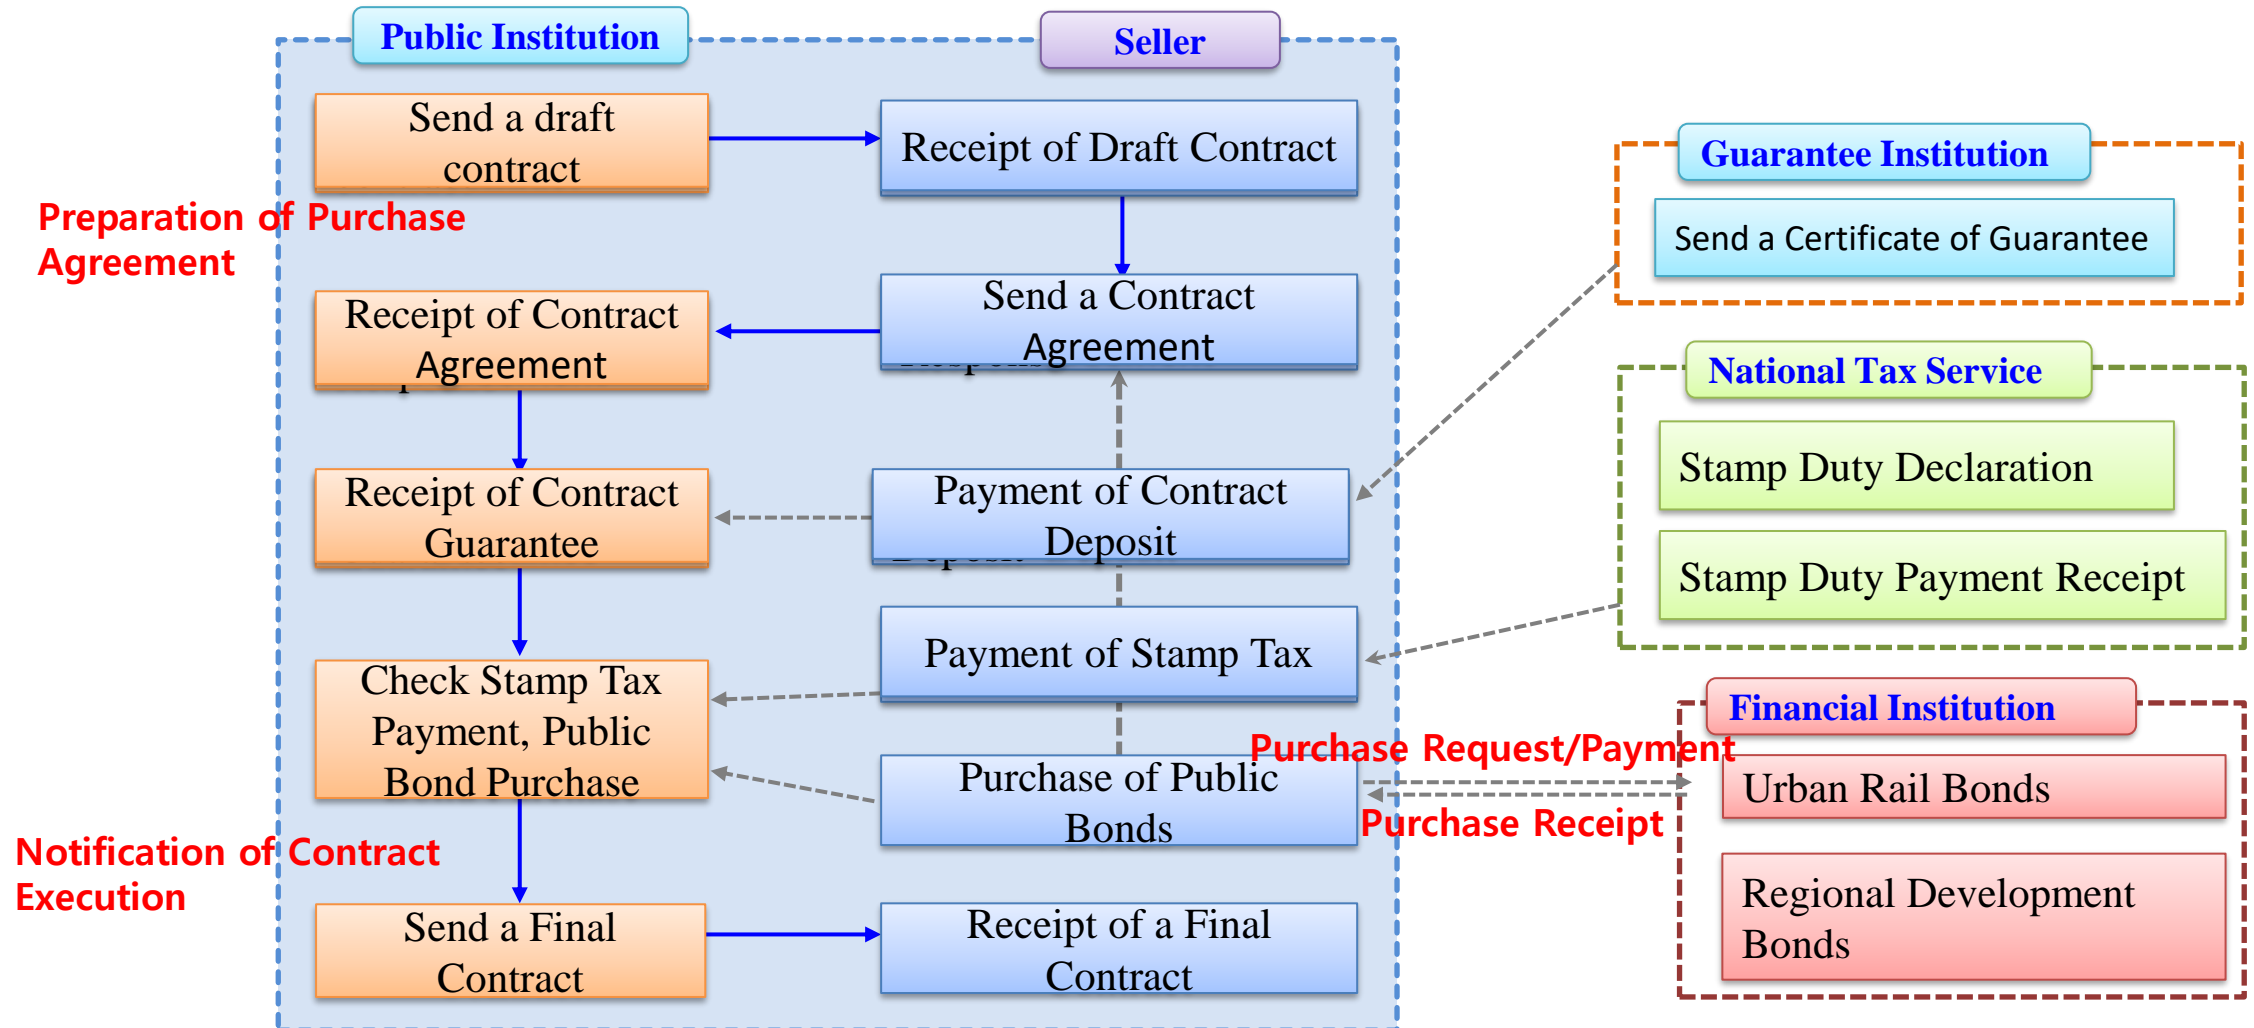 Public Institution
Seller
Send a draft
contract
Receipt of Draft Contract
Guarantee Institution
Send a Certificate of Guarantee
Preparation of Purchase
Agreement
Receipt of Contract
Agreement
Send a Contract
Agreement
National Tax Service
Stamp Duty Declaration
Stamp Duty Payment Receipt
Receipt of Contract
Guarantee
Payment of Contract
Deposit
Payment of Stamp Tax
Check Stamp Tax
Payment, Public
Bond Purchase
Purchase of Public
Bonds
Purchase Request/Payment
Purchase Receipt
Financial Institution
Urban Rail Bonds
Regional Development
Bonds
Notification of Contract
Execution
Send a Final
Contract
Receipt of a Final
Contract